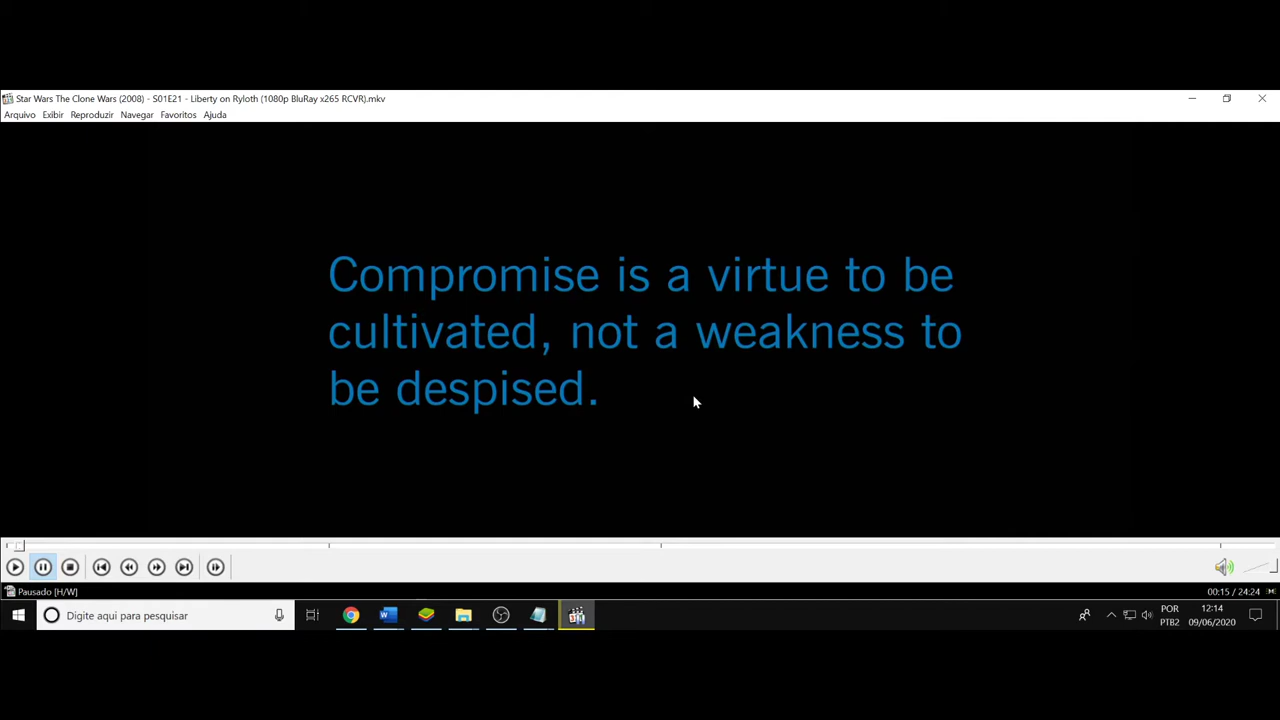 Star Wars The Clone Wars (2008) - S01E21 - Liberty on Ryloth (1080p BluRay x265 RCVR).mkv
Arquivo Exibir Reproduzir Navegar Favoritos Ajuda
Compromise is a virtue to be
cultivated, not a weakness to
be despised.
Pausado [H/W] 00:15 / 24:24
Digite aqui para pesquisar POR 12:14
PTB2 09/06/2020